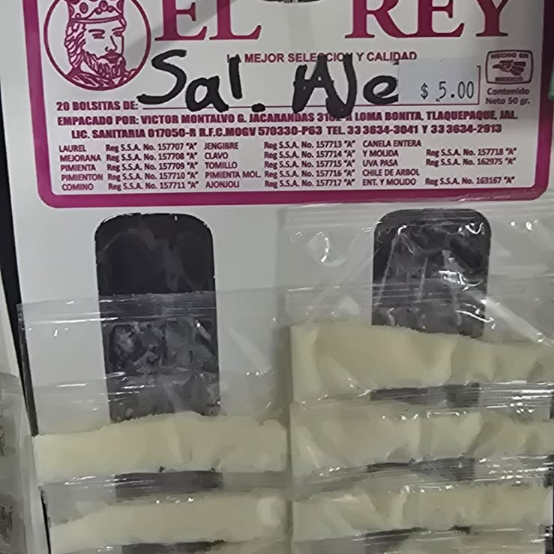 EL REY
LA MEJOR SELECCION Y CALIDAD
HECHO EN
MEXICO
Sal. Ajo
$ 5.00
Contenido
Neto 50 gr.
20 BOLSITAS DE:
EMPACADO POR: VICTOR MONTALVO G. JACARANDAS LOMA BONITA, TLAQUEPAQUE, JAL.
LIC. SANITARIA 017050-R R.F.C.MOGV 570330-P63 TEL. 33 3634-3041 Y 33 3634-2913
LAUREL Reg S.S.A. No. 157707 "A" JENGIBRE Reg S.S.A. No. 157713 "A" CANELA ENTERA
MEJORANA Reg S.S.A. No. 157708 "A" CLAVO Reg S.S.A. No. 157714 "A" Y MOLIDA Reg S.S.A. No. 157718 "A"
PIMIENTA Reg S.S.A. No. 157709 "A" TOMILLO Reg S.S.A. No. 157715 "A" UVA PASA Reg S.S.A. No. 162975 "A"
PIMENTON Reg S.S.A. No. 157710 "A" PIMIENTA MOL. Reg S.S.A. No. 157716 "A" CHILE DE ARBOL
COMINO Reg S.S.A. No. 157711 "A" AJONJOLI Reg S.S.A. No. 157717 "A" ENT. Y MOLIDO Reg S.S.A. No. 163167 "A"